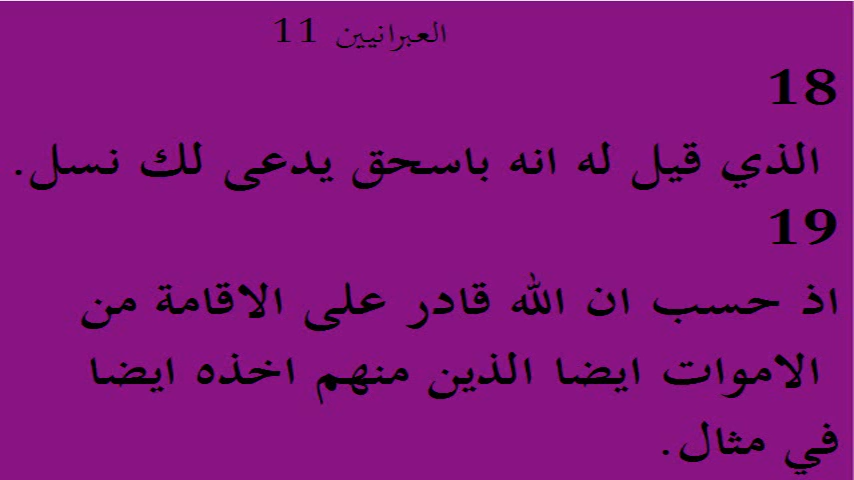 العبرانيين 11
18
الذي قيل له انه باسحق يدعى لك نسل.
19
اذ حسب ان الله قادر على الاقامة من
الاموات ايضا الذين منهم اخذه ايضا
في مثال.